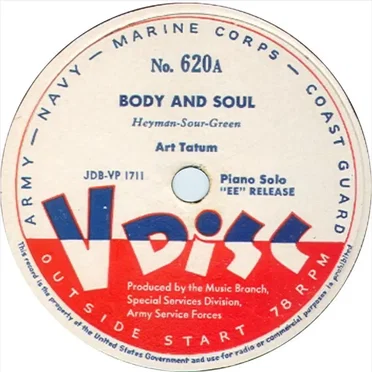 ARMY — NAVY — MARINE CORPS — COAST GUARD
No. 620A
BODY AND SOUL
Heyman-Sour-Green
Art Tatum
JDB-VP 1711
Piano Solo
"EE" RELEASE
V DISC
OUTSIDE START 78 RPM
Produced by the Music Branch,
Special Services Division,
Army Service Forces
This record is the property of the United States Government and use for radio or commercial purposes is prohibited